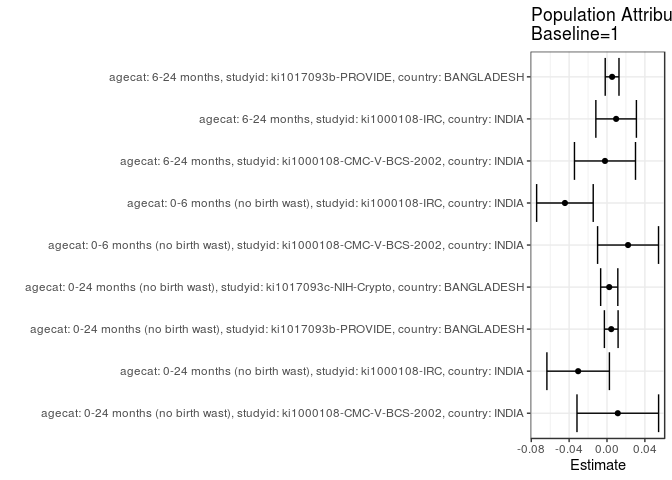 Population Attribu
Baseline=1
agecat: 6-24 months, studyid: ki1017093b-PROVIDE, country: BANGLADESH
agecat: 6-24 months, studyid: ki1000108-IRC, country: INDIA
agecat: 6-24 months, studyid: ki1000108-CMC-V-BCS-2002, country: INDIA
agecat: 0-6 months (no birth wast), studyid: ki1000108-IRC, country: INDIA
agecat: 0-6 months (no birth wast), studyid: ki1000108-CMC-V-BCS-2002, country: INDIA
agecat: 0-24 months (no birth wast), studyid: ki1017093c-NIH-Crypto, country: BANGLADESH
agecat: 0-24 months (no birth wast), studyid: ki1017093b-PROVIDE, country: BANGLADESH
agecat: 0-24 months (no birth wast), studyid: ki1000108-IRC, country: INDIA
agecat: 0-24 months (no birth wast), studyid: ki1000108-CMC-V-BCS-2002, country: INDIA
-0.08 -0.04 0.00 0.04
Estimate